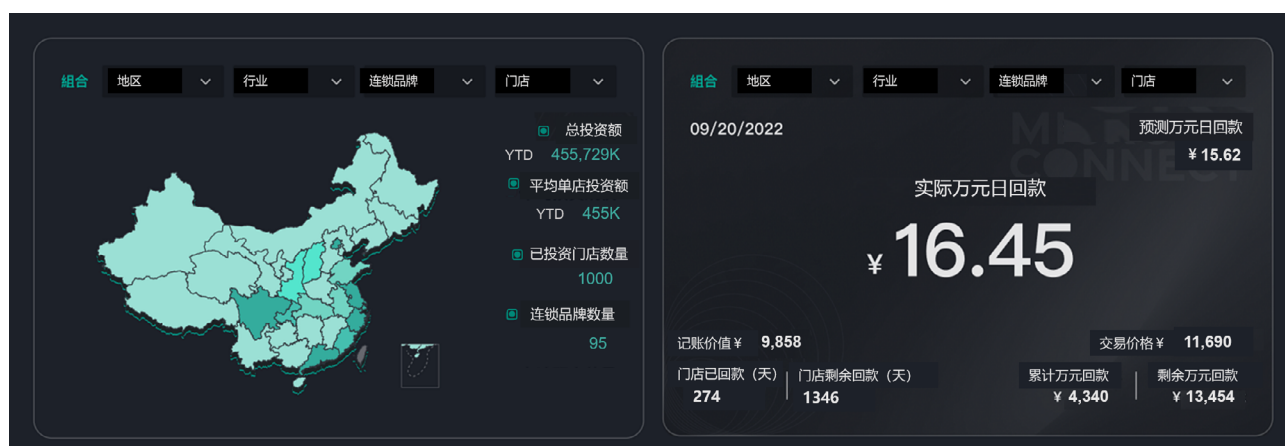 組合 地区 行业 连锁品牌 门店
总投资额
YTD 455,729K
平均单店投资额
YTD 455K
已投资门店数量
1000
连锁品牌数量
95
組合 地区 行业 连锁品牌 门店
09/20/2022
预测万元日回款
¥ 15.62
实际万元日回款
¥ 16.45
记账价值 ¥ 9,858
交易价格 ¥ 11,690
门店已回款（天） 门店剩余回款（天） 累计万元回款 剩余万元回款
274 1346 ¥ 4,340 ¥ 13,454